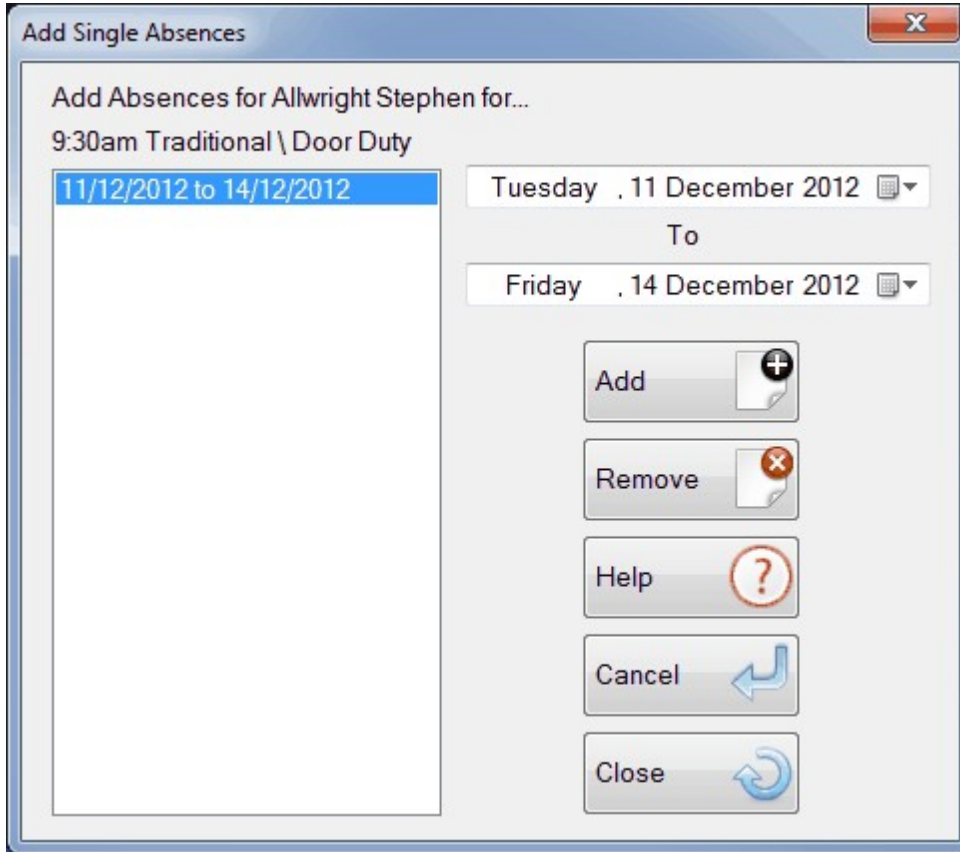 Add Single Absences
Add Absences for Allwright Stephen for...
9:30am Traditional \ Door Duty
11/12/2012 to 14/12/2012
Tuesday , 11 December 2012
To
Friday , 14 December 2012
Add
Remove
Help
?
Cancel
Close